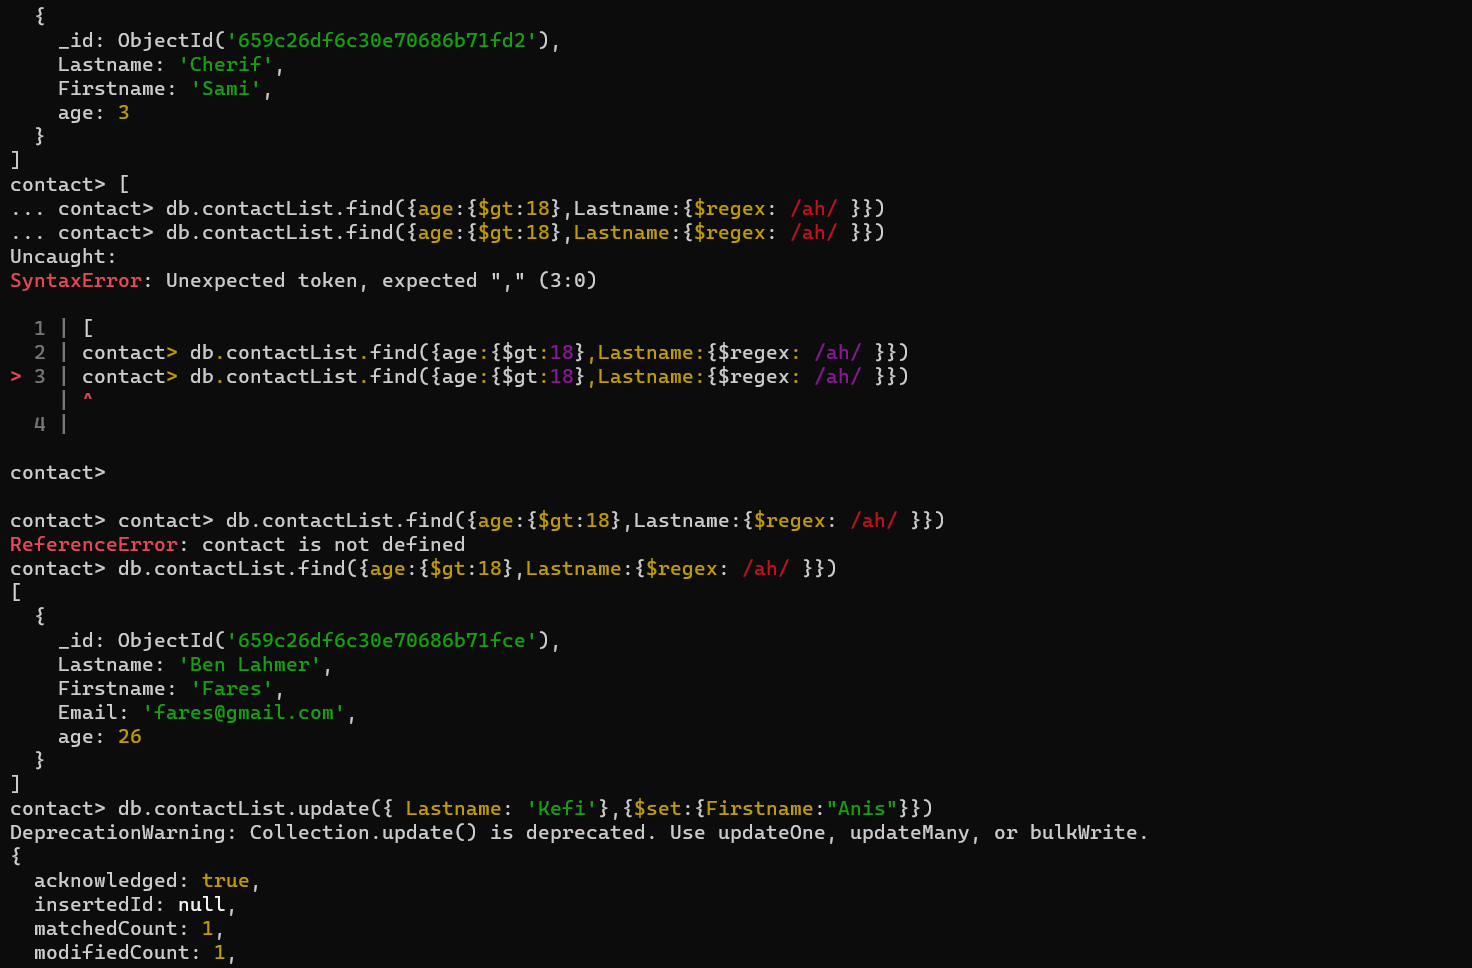 {
    _id: ObjectId('659c26df6c30e70686b71fd2'),
    Lastname: 'Cherif',
    Firstname: 'Sami',
    age: 3
  }
]
contact> [
... contact> db.contactList.find({age:{$gt:18},Lastname:{$regex: /ah/ }})
... contact> db.contactList.find({age:{$gt:18},Lastname:{$regex: /ah/ }})
Uncaught:
SyntaxError: Unexpected token, expected "," (3:0)

  1 | [
  2 | contact> db.contactList.find({age:{$gt:18},Lastname:{$regex: /ah/ }})
> 3 | contact> db.contactList.find({age:{$gt:18},Lastname:{$regex: /ah/ }})
    | ^
  4 |

contact>

contact> contact> db.contactList.find({age:{$gt:18},Lastname:{$regex: /ah/ }})
ReferenceError: contact is not defined
contact> db.contactList.find({age:{$gt:18},Lastname:{$regex: /ah/ }})
[
  {
    _id: ObjectId('659c26df6c30e70686b71fce'),
    Lastname: 'Ben Lahmer',
    Firstname: 'Fares',
    Email: 'fares@gmail.com',
    age: 26
  }
]
contact> db.contactList.update({ Lastname: 'Kefi'},{$set:{Firstname:"Anis"}})
DeprecationWarning: Collection.update() is deprecated. Use updateOne, updateMany, or bulkWrite.
{
  acknowledged: true,
  insertedId: null,
  matchedCount: 1,
  modifiedCount: 1,